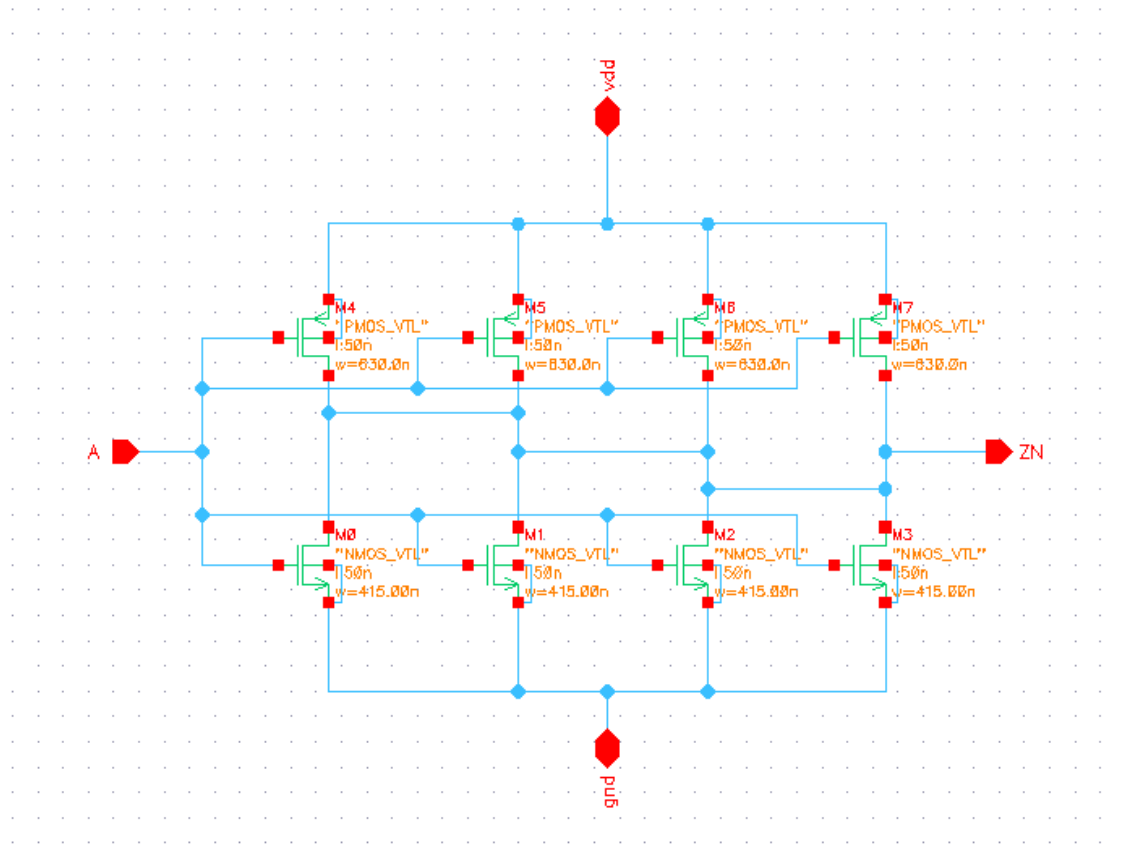 vdd
M4 M5 M6 M7
"PMOS_VTL" "PMOS_VTL" "PMOS_VTL" "PMOS_VTL"
l:50n l:50n l:50n l:50n
w=630.0n w=630.0n w=630.0n w=630.0n
A ZN
M0 M1 M2 M3
"NMOS_VTL" "NMOS_VTL" "NMOS_VTL" "NMOS_VTL"
l:50n l:50n l:50n l:50n
w=415.00n w=415.00n w=415.00n w=415.00n
gnd